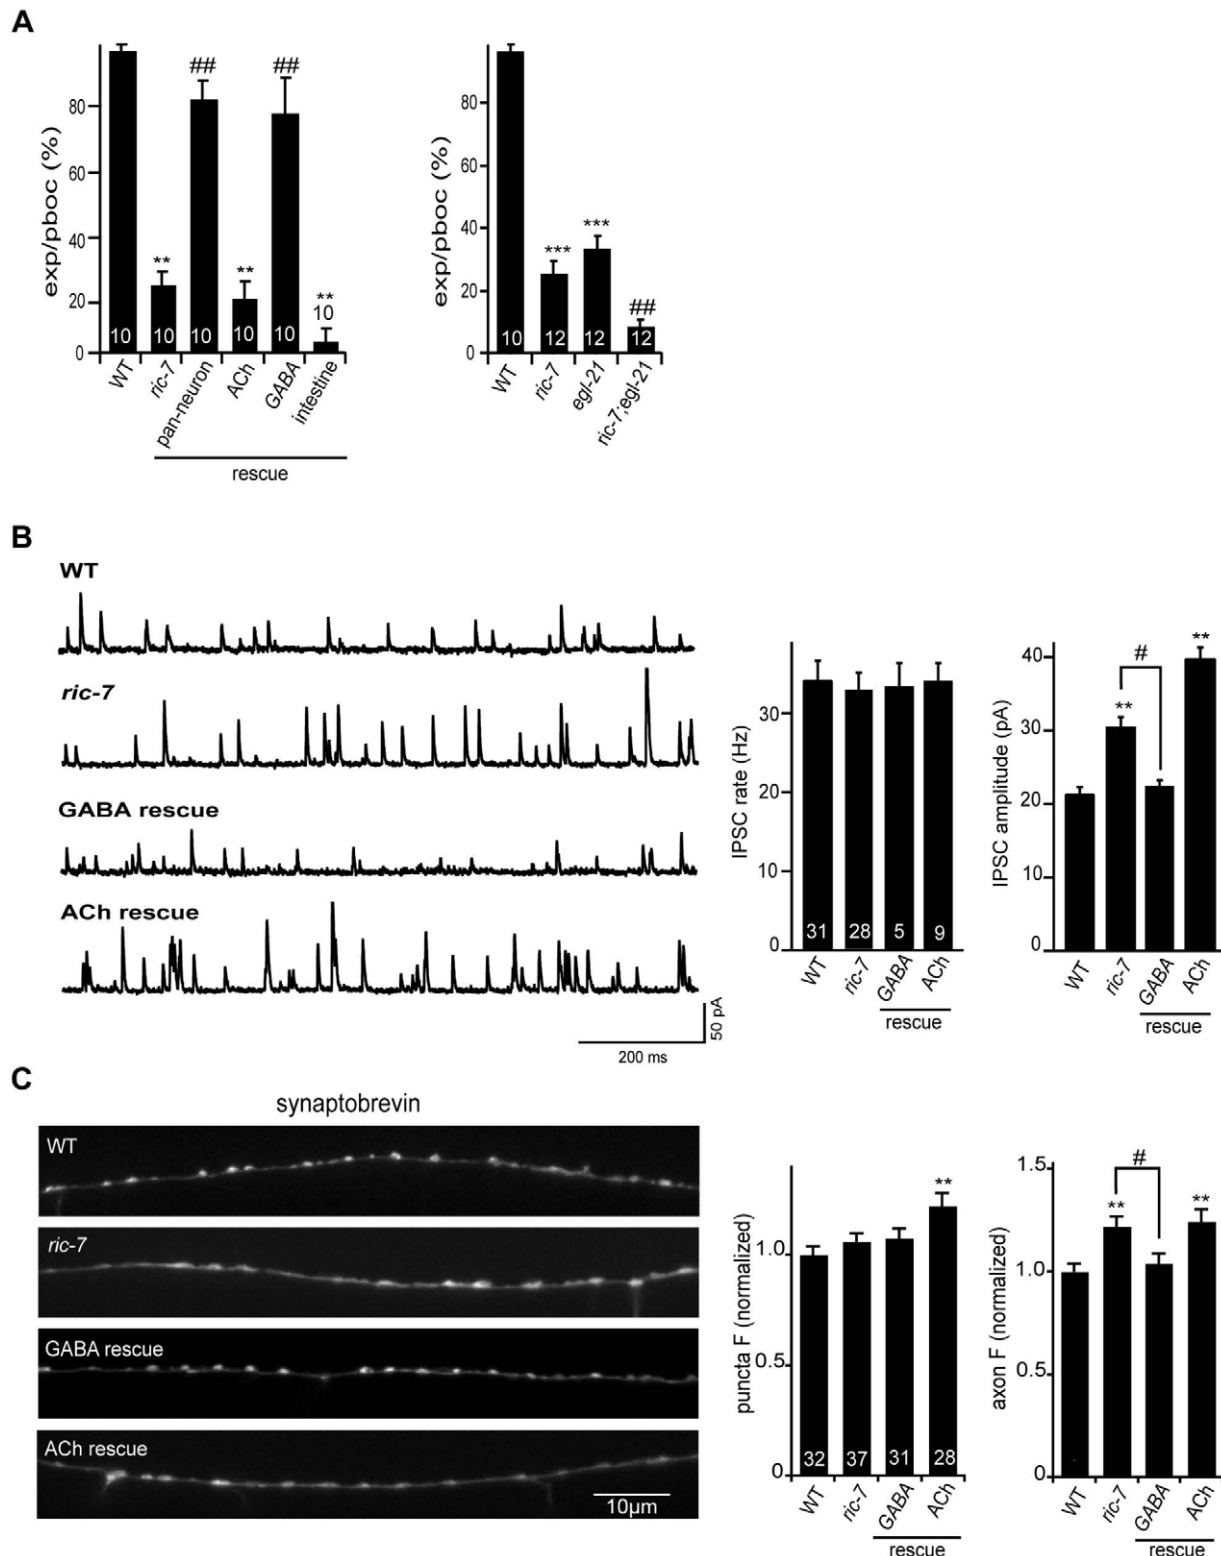 A
exp/pboc (%)
80
60
40
20
0
## ##
** ** **
10 10 10 10 10 10
WT ric-7 pan-neuron ACh GABA intestine
rescue
exp/pboc (%)
80
60
40
20
0
*** *** ##
10 12 12 12
WT ric-7 egl-21 ric-7;egl-21
B
WT
ric-7
GABA rescue
ACh rescue
50 pA
200 ms
IPSC rate (Hz)
30
20
10
0
31 28 5 9
WT ric-7 GABA ACh
rescue
IPSC amplitude (pA)
40
30
20
10
0
** # **
WT ric-7 GABA ACh
rescue
C
synaptobrevin
WT
ric-7
GABA rescue
ACh rescue
10μm
puncta F (normalized)
1.0
0.5
0
**
32 37 31 28
WT ric-7 GABA ACh
rescue
axon F (normalized)
1.5
1.0
0.5
0
** # **
WT ric-7 GABA ACh
rescue